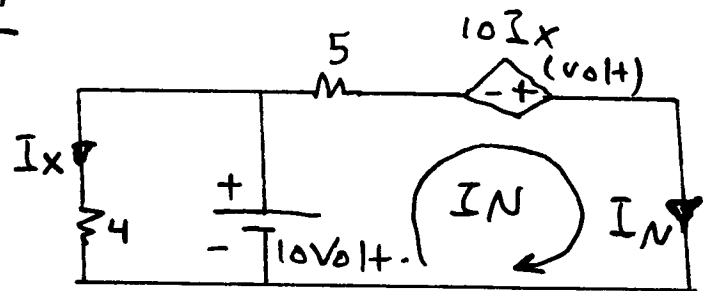 10Ix
5
(volt)
- +
Ix
+
4
-
10Volt.
IN
IN